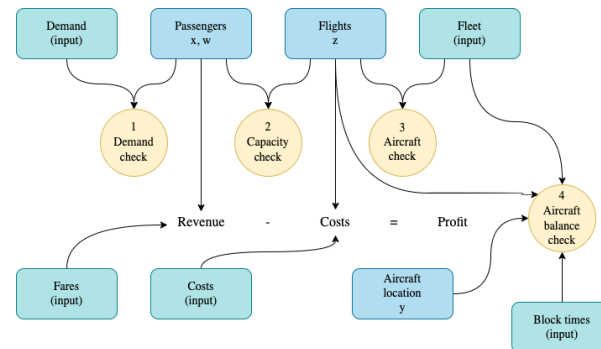 Demand
(input)
Passengers
x, w
Flights
z
Fleet
(input)
1
Demand
check
2
Capacity
check
3
Aircraft
check
4
Aircraft
balance
check
Revenue - Costs = Profit
Fares
(input)
Costs
(input)
Aircraft
location
y
Block times
(input)